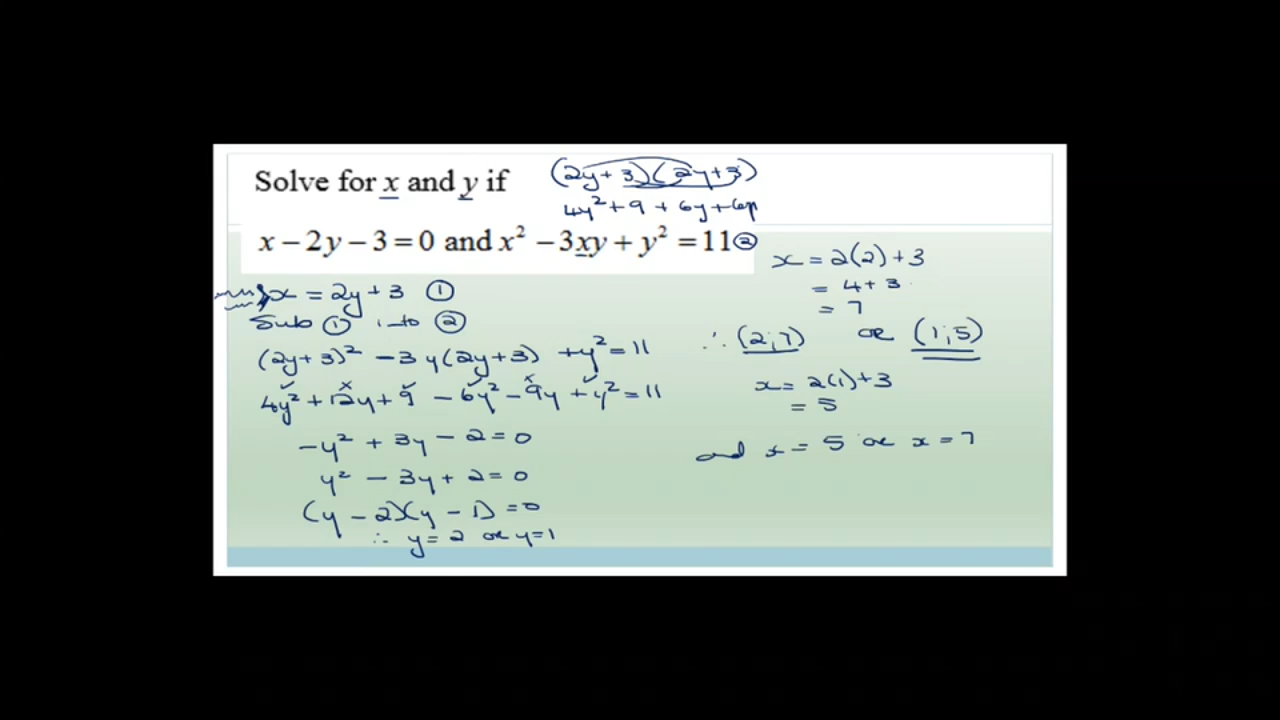 Solve for x and y if
(2y+3)(2y+3)
4y² + 9 + 6y + 6y
x − 2y − 3 = 0 and x² − 3xy + y² = 11 ②
x = 2y + 3 ①
Sub ① into ②
(2y+3)² − 3y(2y+3) + y² = 11
4y² + 12y + 9 − 6y² − 9y + y² = 11
−y² + 3y − 2 = 0
y² − 3y + 2 = 0
(y − 2)(y − 1) = 0
∴ y = 2 or y = 1
x = 2(2) + 3
= 4 + 3
= 7
∴ (2;7) or (1;5)
x = 2(1) + 3
= 5
and x = 5 or x = 7